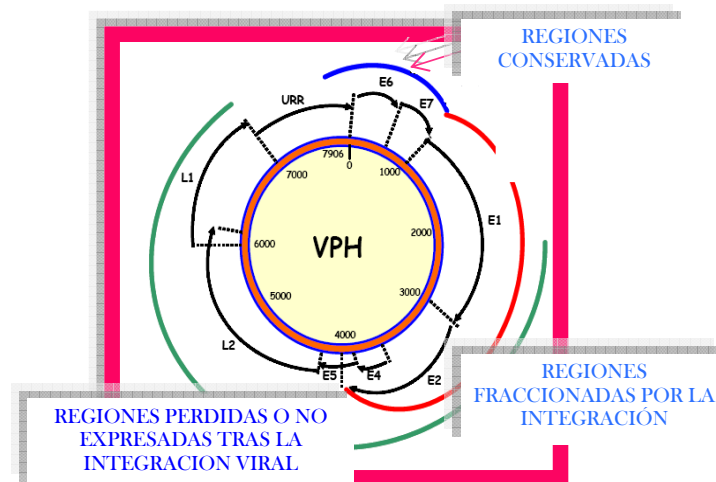 REGIONES
CONSERVADAS
E6
E7
URR
7906
0
1000
7000
L1
E1
2000
6000
VPH
3000
5000
4000
L2
E5
E4
E2
REGIONES
FRACCIONADAS POR LA
INTEGRACIÓN
REGIONES PERDIDAS O NO
EXPRESADAS TRAS LA
INTEGRACION VIRAL